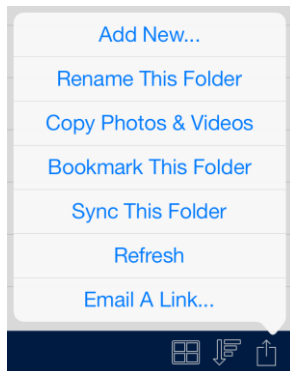 Add New...
Rename This Folder
Copy Photos & Videos
Bookmark This Folder
Sync This Folder
Refresh
Email A Link...